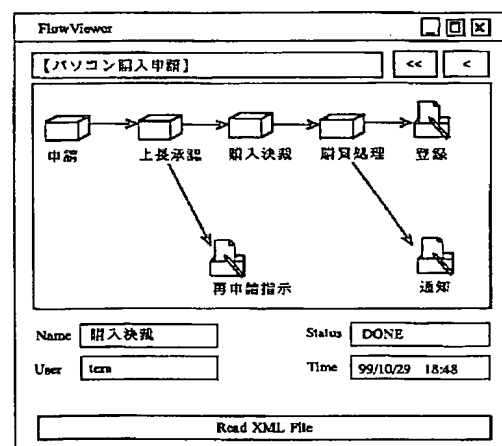 FlowViewer
【パソコン購入申請】 << <
申請 上長承認 購入決裁 購買処理 登録
再申請指示 通知
Name 購入決裁 Status DONE
User tera Time 99/10/29 18:48
Read XML File